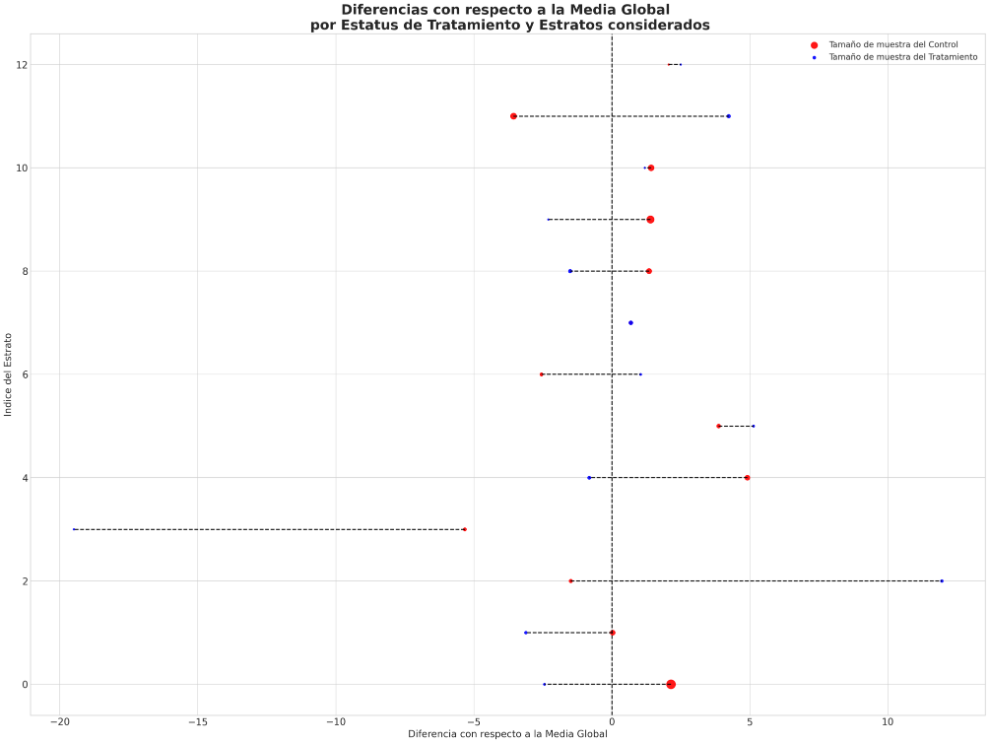 Diferencias con respecto a la Media Global
por Estatus de Tratamiento y Estratos considerados
Tamaño de muestra del Control
Tamaño de muestra del Tratamiento
12
10
8
6
4
2
0
Indice del Estrato
−20
−15
−10
−5
0
5
10
Diferencia con respecto a la Media Global